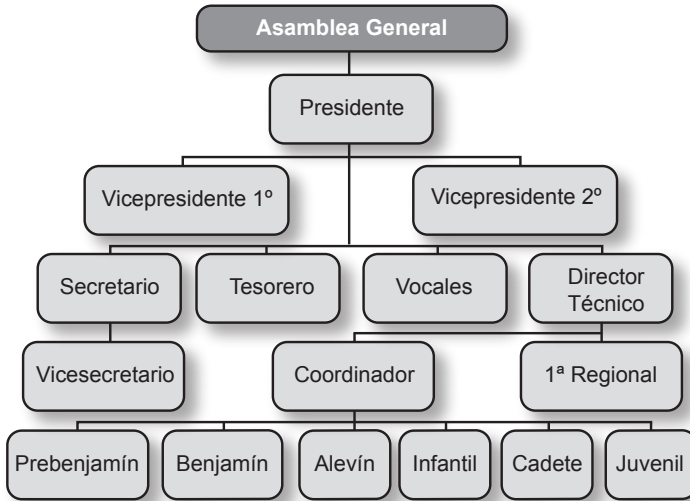 Asamblea General
Presidente
Vicepresidente 1º
Vicepresidente 2º
Secretario
Tesorero
Vocales
Director
Técnico
Vicesecretario
Coordinador
1ª Regional
Prebenjamín
Benjamín
Alevín
Infantil
Cadete
Juvenil